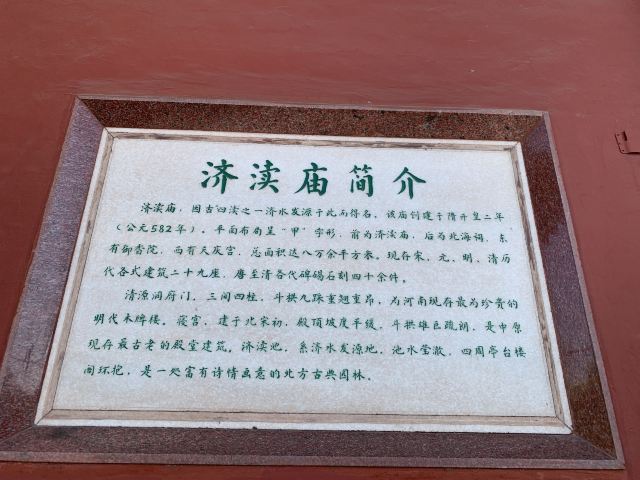 济渎庙简介
济渎庙，因古四渎之一济水发源于此而得名。该庙创建于隋开皇二年
（公元582年）。平面布局呈“甲”字形，前为济渎庙，后为北海祠，东
有御香院，西有天庆宫，总面积达八万余平方米。现存宋、元、明、清历
代各式建筑二十九座，唐至清各代碑碣石刻四十余件。
清源洞府门，三间四柱，斗拱九踩重翘重昂，为河南现存最为珍贵的
明代木牌楼。寝宫，建于北宋初，殿顶坡度平缓，斗拱雄巨疏朗，是中原
现存最古老的殿堂建筑。济渎池，系济水发源地，池水莹澈，四周亭台楼
阁环抱，是一处富有诗情画意的北方古典园林。